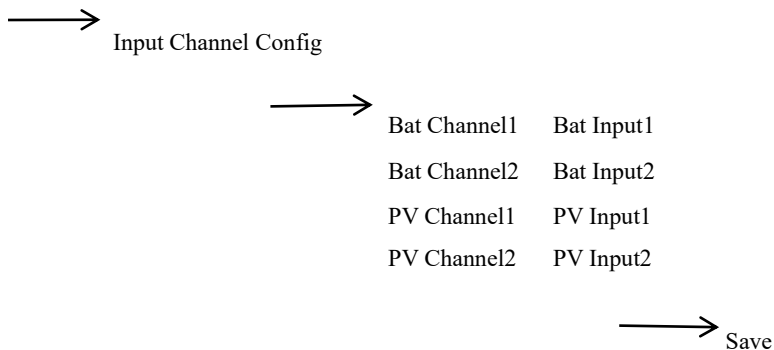 Input Channel Config
Bat Channel1 Bat Input1
Bat Channel2 Bat Input2
PV Channel1 PV Input1
PV Channel2 PV Input2
Save